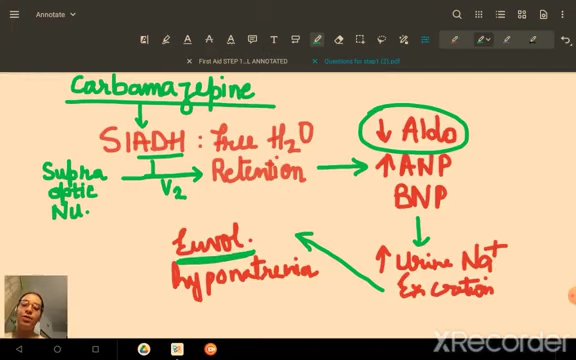 Annotate
First Aid STEP 1...L ANNOTATED
Questions for step1 (2).pdf
Carbamazepine
SIADH : Free H2O
Retention
Supra
optic
Nu.
V2
↓ Aldo
↑ ANP
BNP
↑ Urine Na+
Excration
Euvol.
hyponatremia
XRecorder